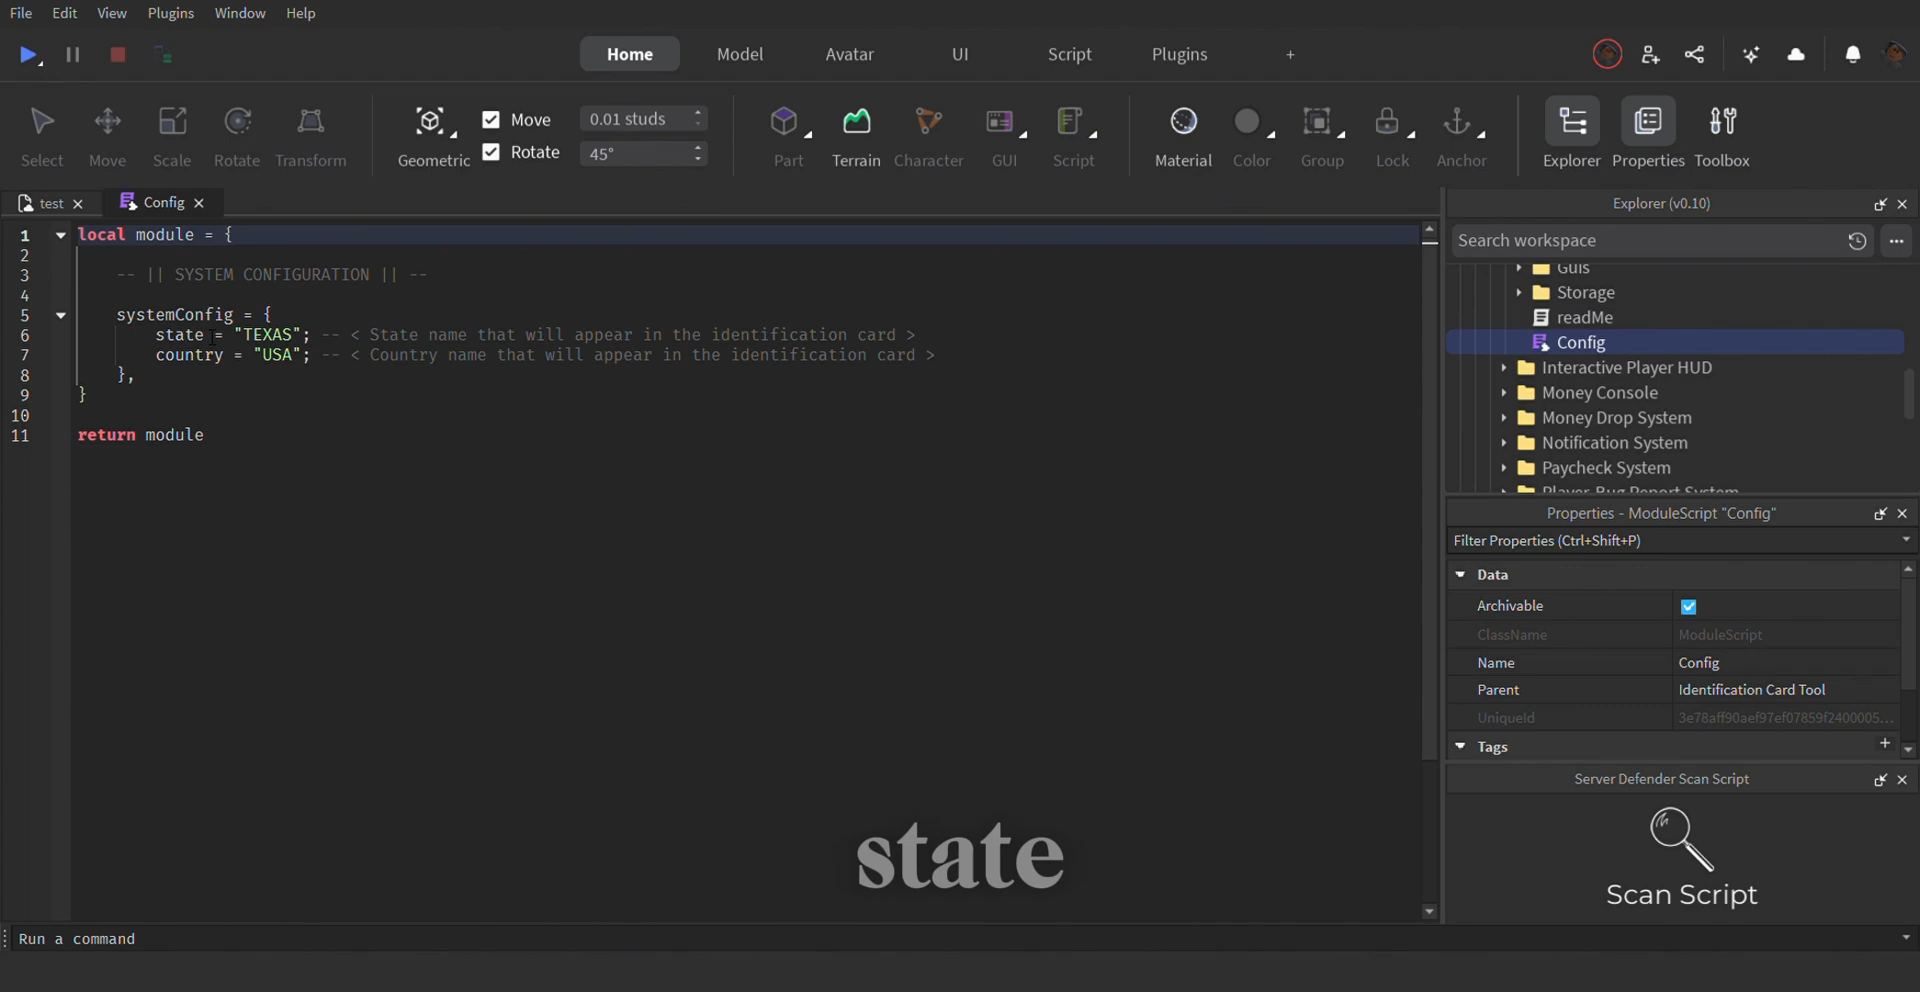 File Edit View Plugins Window Help
Home Model Avatar UI Script Plugins +
Select Move Scale Rotate Transform Geometric Move 0.01 studs Rotate 45° Part Terrain Character GUI Script Material Color Group Lock Anchor Explorer Properties Toolbox
test Config
1 local module = {
2
3 -- || SYSTEM CONFIGURATION || --
4
5 systemConfig = {
6 state = "TEXAS"; -- < State name that will appear in the identification card >
7 country = "USA"; -- < Country name that will appear in the identification card >
8 },
9 }
10
11 return module
state
Run a command
Explorer (v0.10)
Search workspace
Guis
Storage
readMe
Config
Interactive Player HUD
Money Console
Money Drop System
Notification System
Paycheck System
Player Bug Report System
Properties - ModuleScript "Config"
Filter Properties (Ctrl+Shift+P)
Data
Archivable
ClassName ModuleScript
Name Config
Parent Identification Card Tool
UniqueId 3e78aff90aef97ef07859f2400005...
Tags +
Server Defender Scan Script
Scan Script